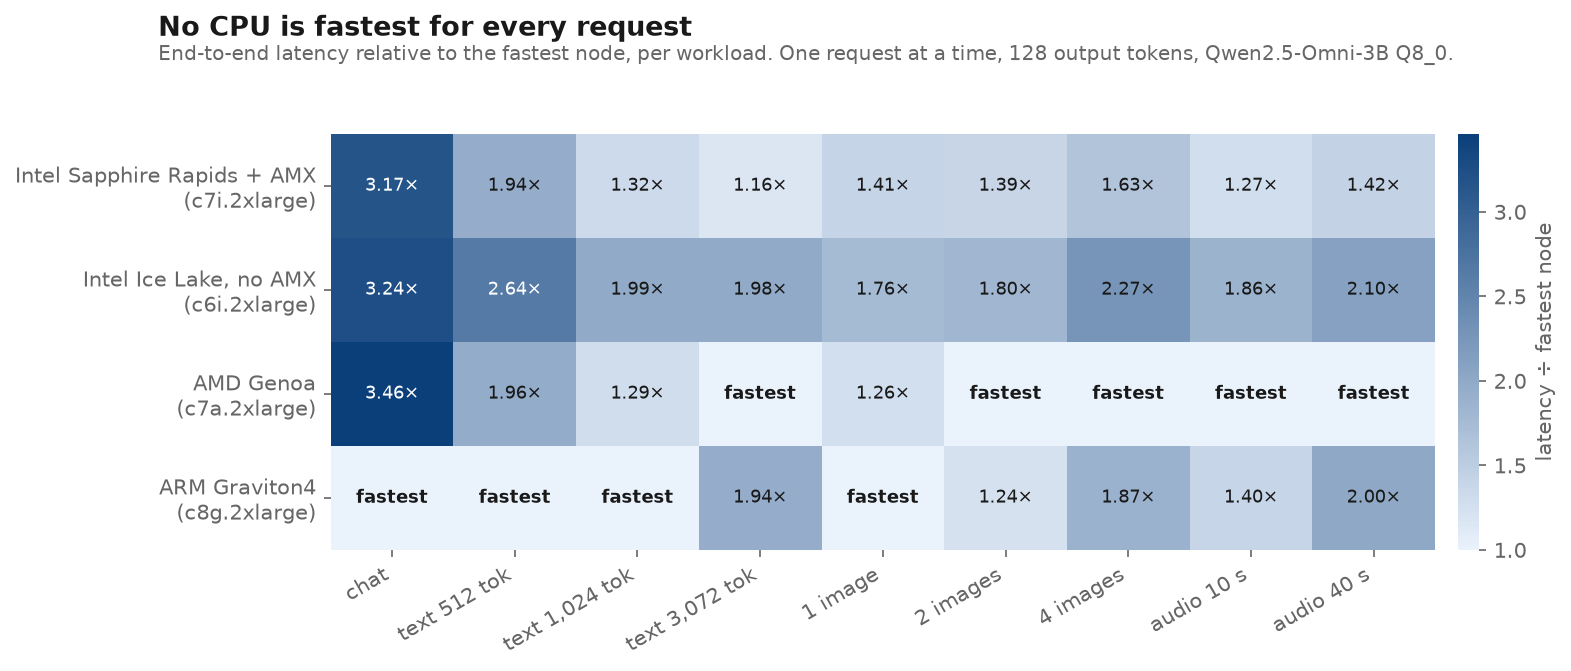 No CPU is fastest for every request
End-to-end latency relative to the fastest node, per workload. One request at a time, 128 output tokens, Qwen2.5-Omni-3B Q8_0.
Intel Sapphire Rapids + AMX
(c7i.2xlarge)
3.17× 1.94× 1.32× 1.16× 1.41× 1.39× 1.63× 1.27× 1.42×
Intel Ice Lake, no AMX
(c6i.2xlarge)
3.24× 2.64× 1.99× 1.98× 1.76× 1.80× 2.27× 1.86× 2.10×
AMD Genoa
(c7a.2xlarge)
3.46× 1.96× 1.29× fastest 1.26× fastest fastest fastest fastest
ARM Graviton4
(c8g.2xlarge)
fastest fastest fastest 1.94× fastest 1.24× 1.87× 1.40× 2.00×
chat
text 512 tok
text 1,024 tok
text 3,072 tok
1 image
2 images
4 images
audio 10 s
audio 40 s
3.0
2.5
2.0
1.5
1.0
latency ÷ fastest node